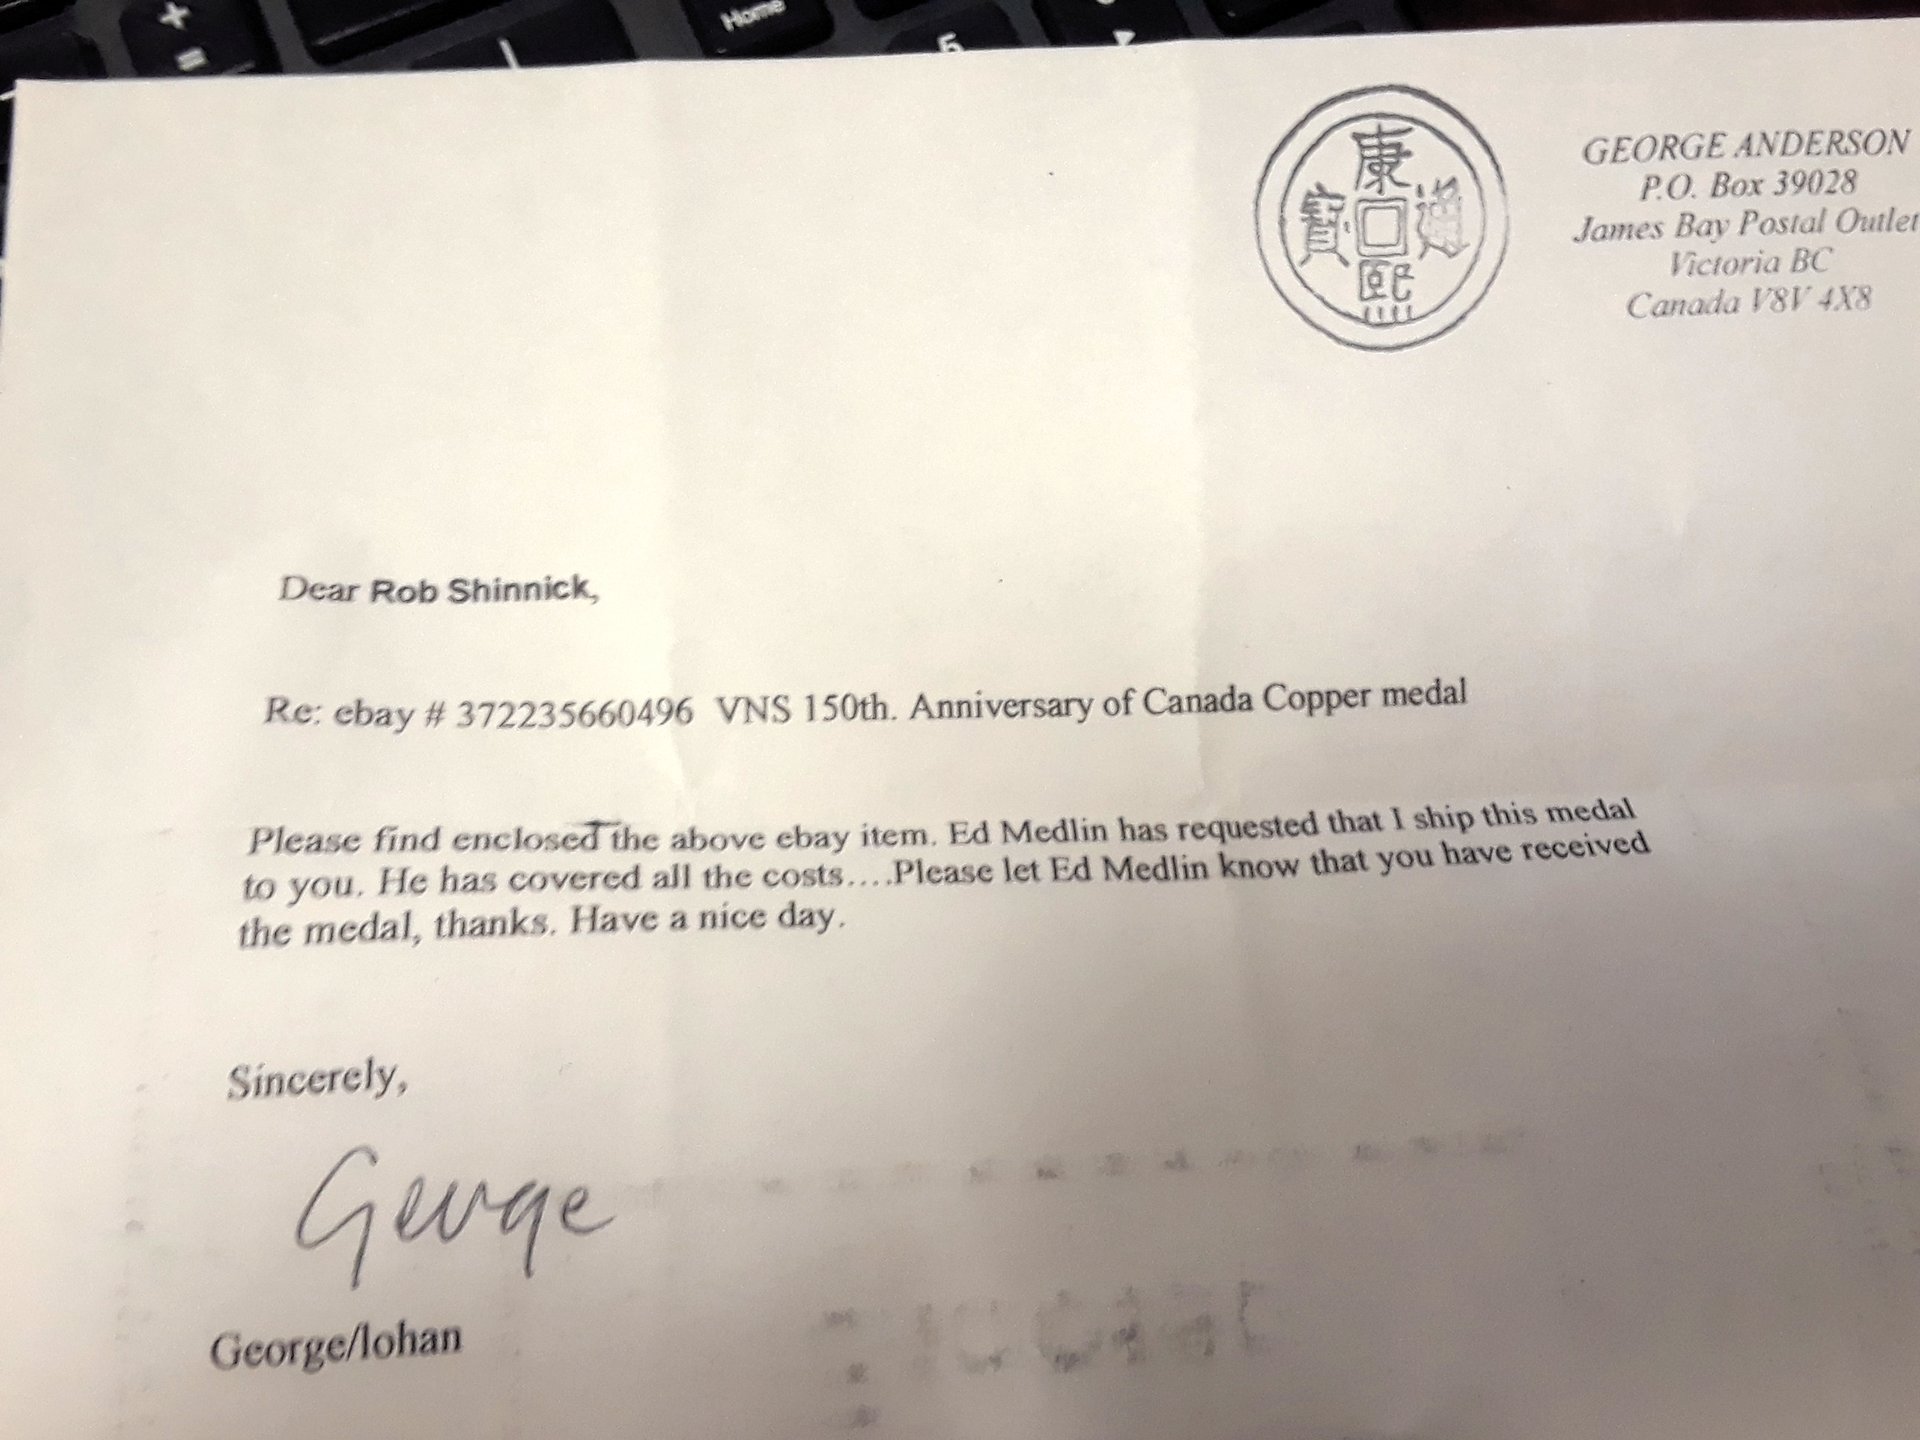 +
=
Home
5
康
寶 通
熙
GEORGE ANDERSON
P.O. Box 39028
James Bay Postal Outlet
Victoria BC
Canada V8V 4X8
Dear Rob Shinnick,
Re: ebay # 372235660496 VNS 150th. Anniversary of Canada Copper medal
Please find enclosed the above ebay item. Ed Medlin has requested that I ship this medal
to you. He has covered all the costs....Please let Ed Medlin know that you have received
the medal, thanks. Have a nice day.
Sincerely,
George
George/Iohan